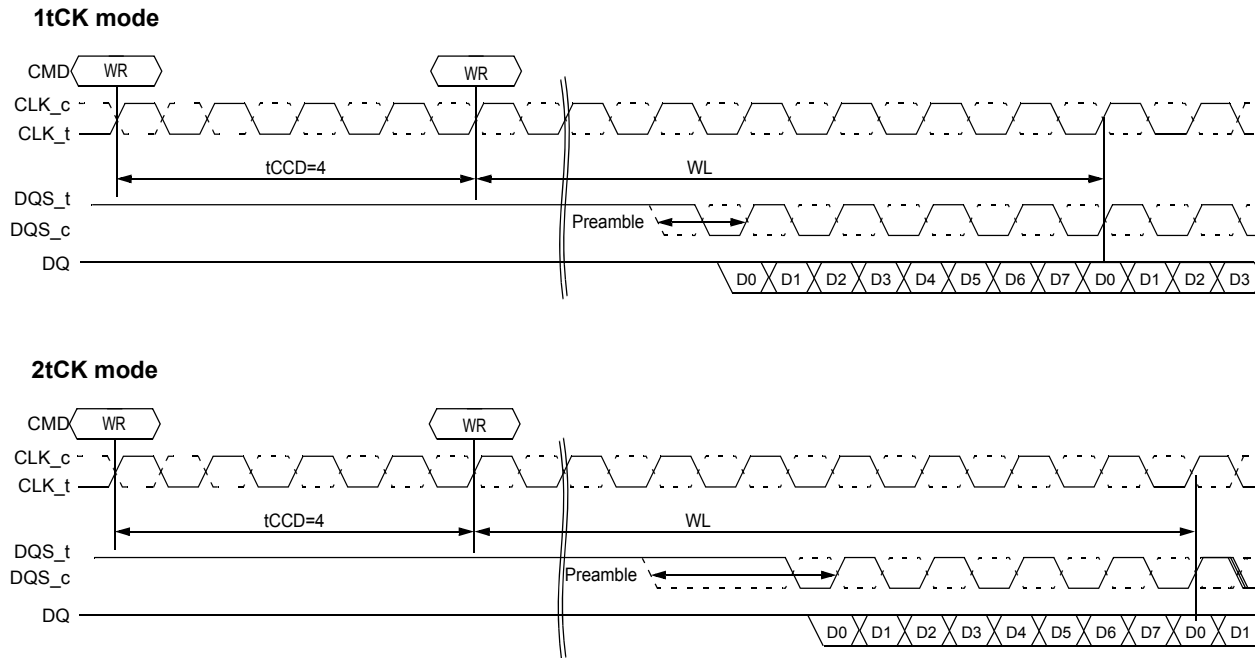 1tCK mode
CMD WR WR
CLK_c
CLK_t
tCCD=4 WL
DQS_t
Preamble
DQS_c
DQ
D0 D1 D2 D3 D4 D5 D6 D7 D0 D1 D2 D3
2tCK mode
CMD WR WR
CLK_c
CLK_t
tCCD=4 WL
DQS_t
DQS_c Preamble
DQ
D0 D1 D2 D3 D4 D5 D6 D7 D0 D1